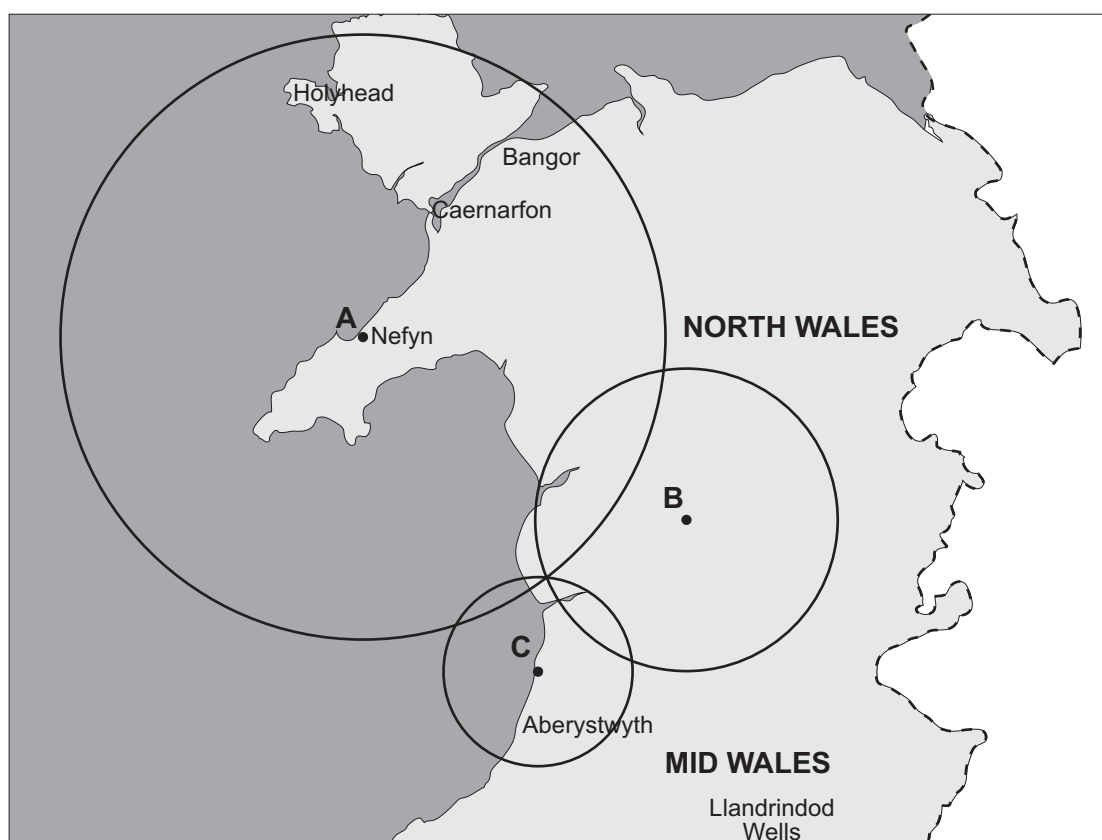 Holyhead
Bangor
Caernarfon
A
Nefyn
NORTH WALES
B
C
Aberystwyth
MID WALES
Llandrindod
Wells